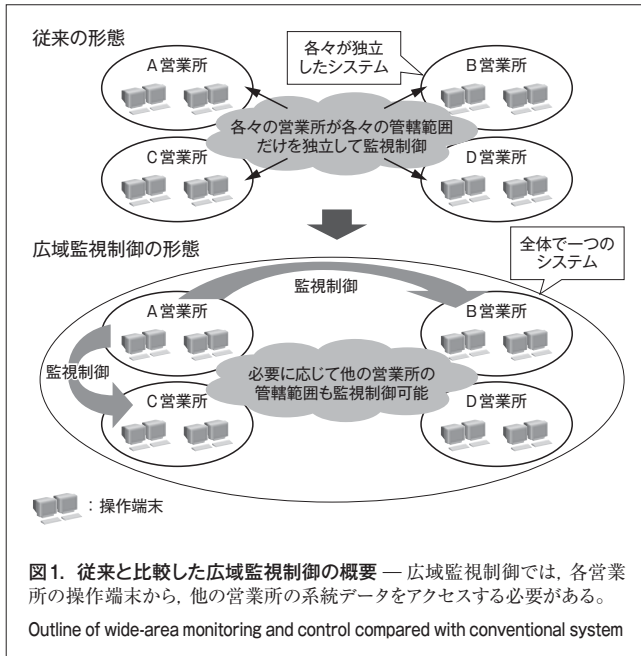 従来の形態
各々が独立
したシステム
A営業所
B営業所
各々の営業所が各々の管轄範囲
だけを独立して監視制御
C営業所
D営業所
広域監視制御の形態
全体で一つの
システム
監視制御
A営業所
B営業所
監視制御
必要に応じて他の営業所の
管轄範囲も監視制御可能
C営業所
D営業所
：操作端末
図1. 従来と比較した広域監視制御の概要 — 広域監視制御では，各営業
所の操作端末から，他の営業所の系統データをアクセスする必要がある。
Outline of wide-area monitoring and control compared with conventional system